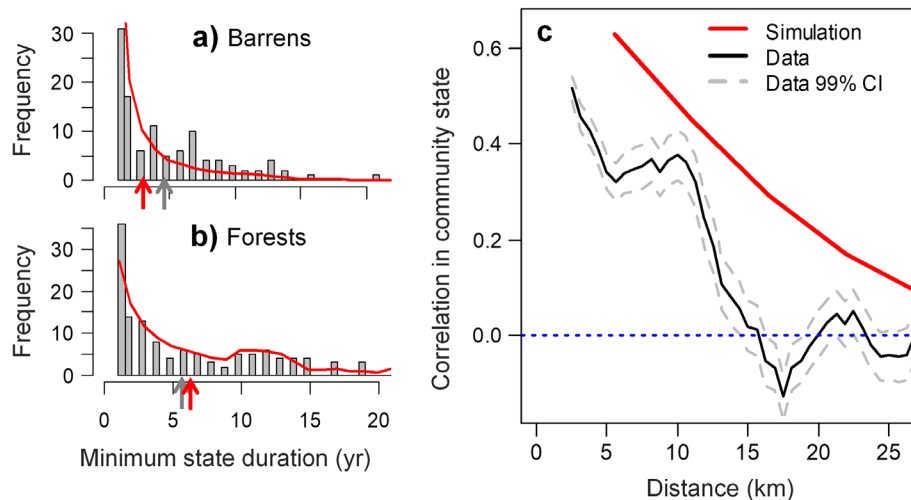 a) Barrens
Frequency
30
20
10
0
b) Forests
Frequency
30
20
10
0
0 5 10 15 20
Minimum state duration (yr)
c
Simulation
Data
Data 99% CI
Correlation in community state
0.6
0.4
0.2
0.0
0 5 10 15 20 25
Distance (km)